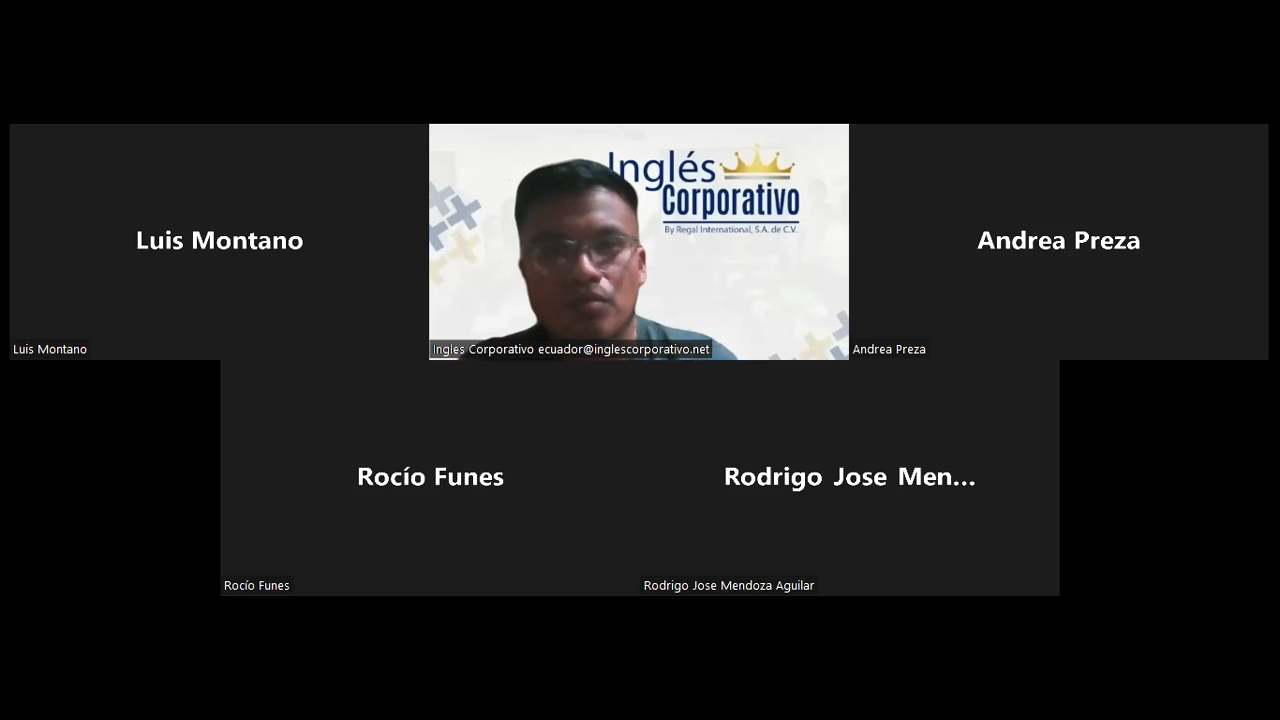 Luis Montano
Luis Montano
Inglés
Corporativo
By Regal International, S.A. de C.V.
Ingles Corporativo ecuador@inglescorporativo.net
Andrea Preza
Andrea Preza
Rocío Funes
Rocío Funes
Rodrigo Jose Men...
Rodrigo Jose Mendoza Aguilar